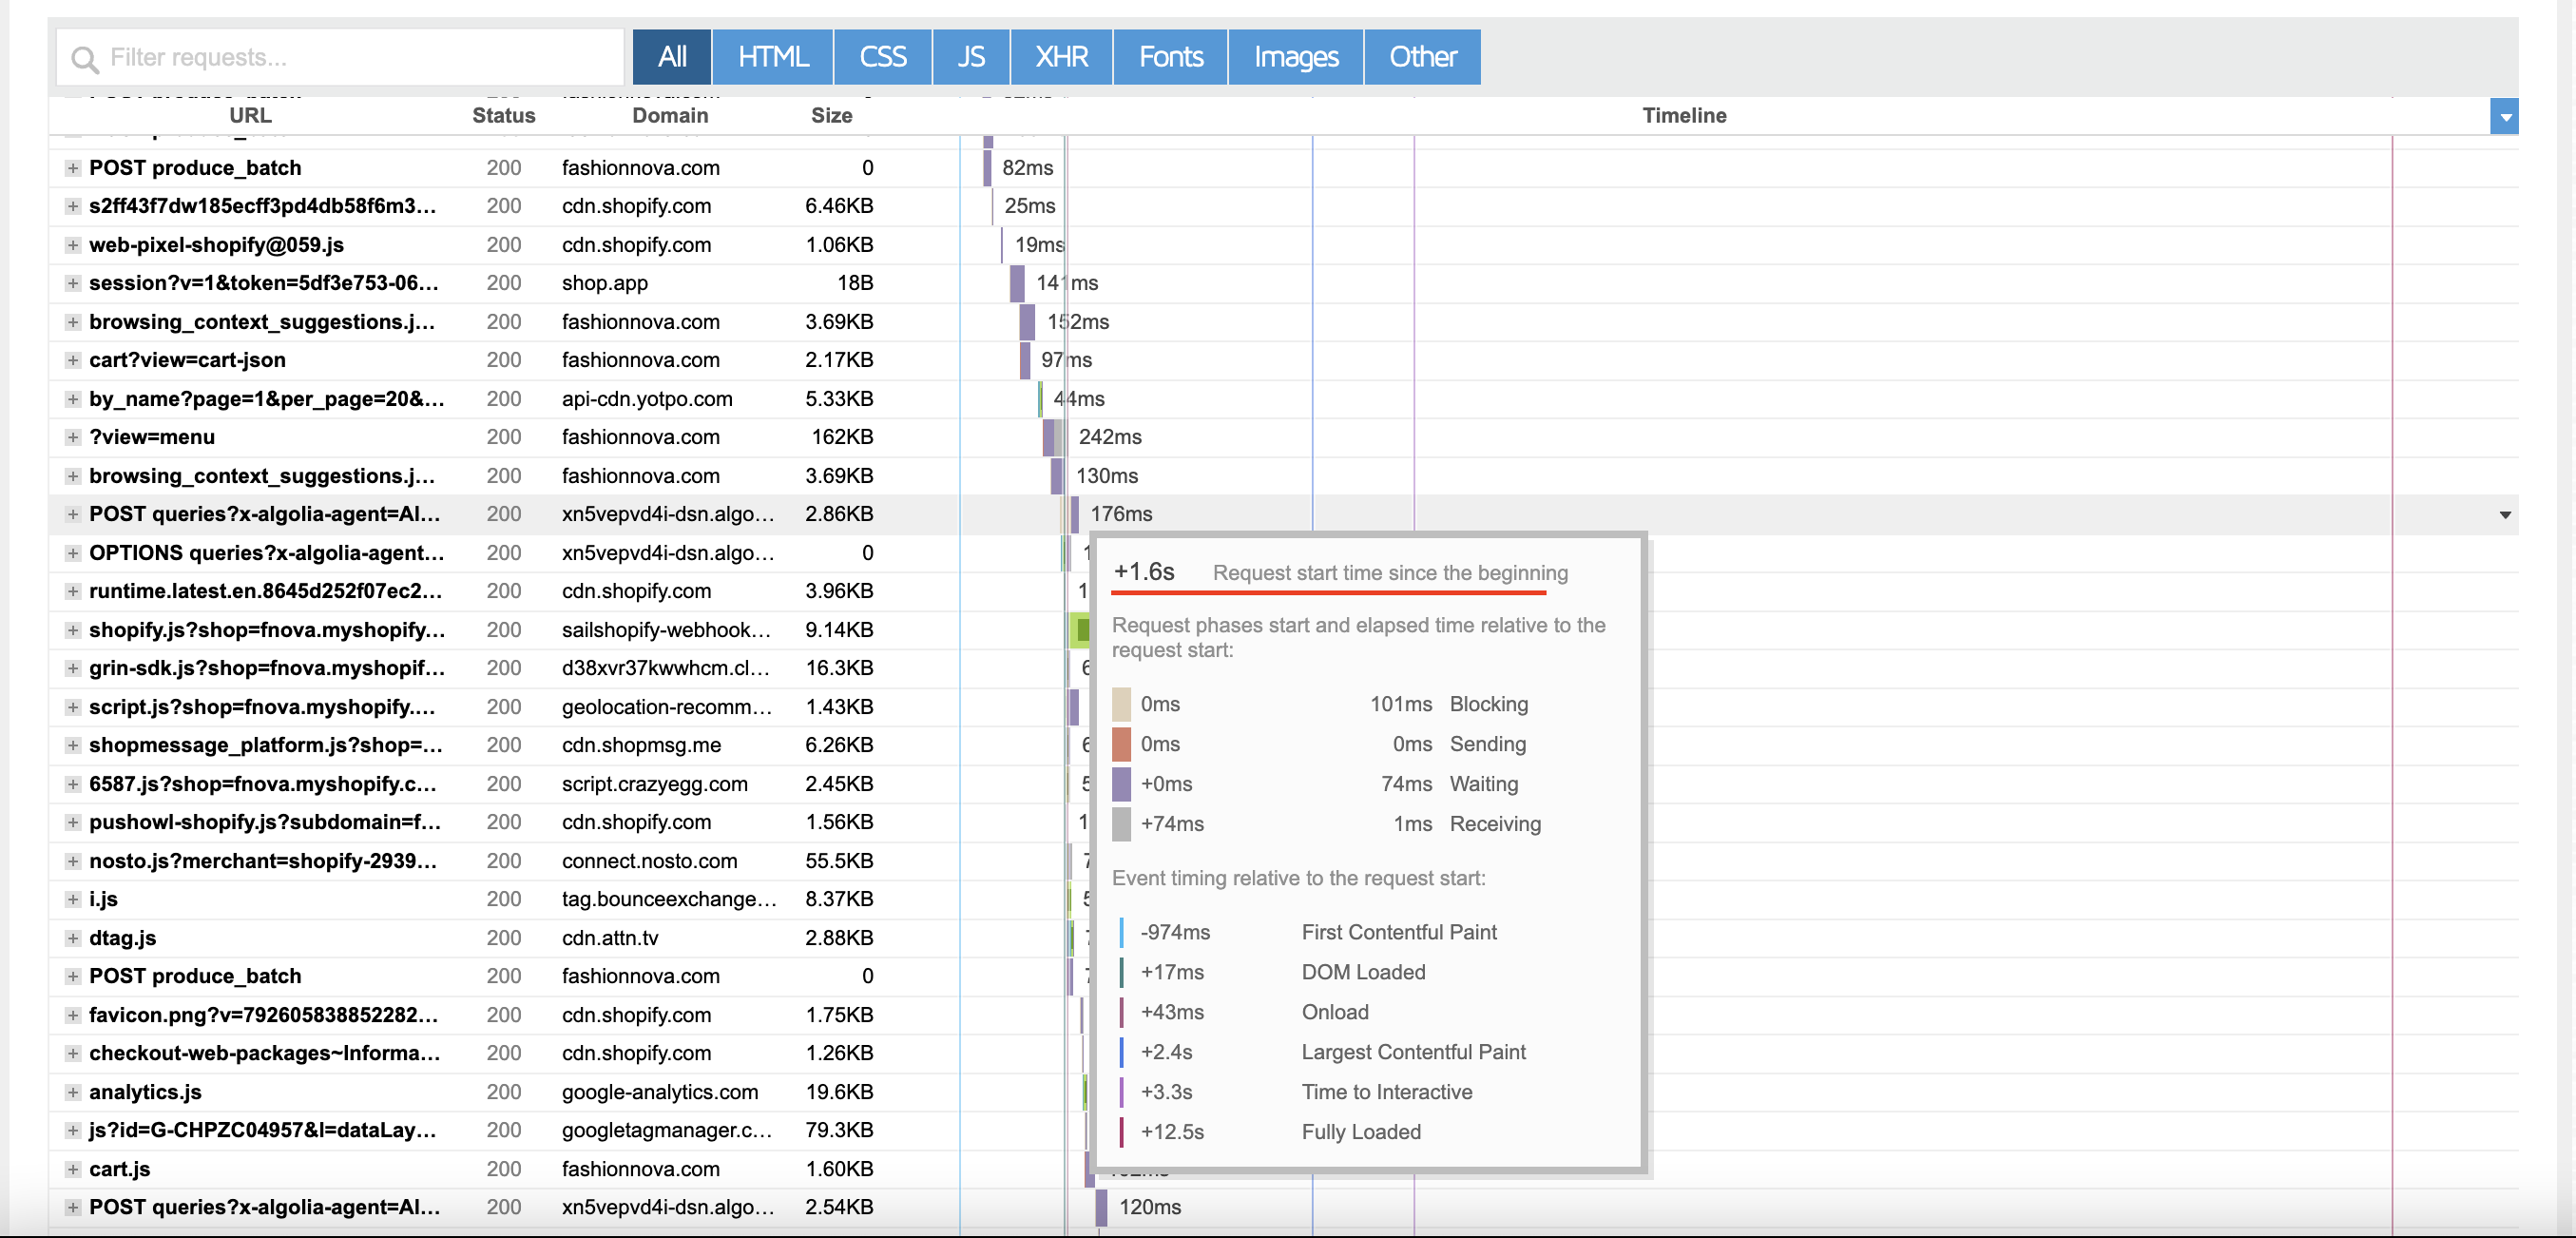 Filter requests...
All HTML CSS JS XHR Fonts Images Other
URL Status Domain Size Timeline
POST produce_batch 200 fashionnova.com 0 82ms
s2ff43f7dw185ecff3pd4db58f6m3... 200 cdn.shopify.com 6.46KB 25ms
web-pixel-shopify@059.js 200 cdn.shopify.com 1.06KB 19ms
session?v=1&token=5df3e753-06... 200 shop.app 18B 141ms
browsing_context_suggestions.j... 200 fashionnova.com 3.69KB 152ms
cart?view=cart-json 200 fashionnova.com 2.17KB 97ms
by_name?page=1&per_page=20&... 200 api-cdn.yotpo.com 5.33KB 44ms
?view=menu 200 fashionnova.com 162KB 242ms
browsing_context_suggestions.j... 200 fashionnova.com 3.69KB 130ms
POST queries?x-algolia-agent=Al... 200 xn5vepvd4i-dsn.algo... 2.86KB 176ms
OPTIONS queries?x-algolia-agent... 200 xn5vepvd4i-dsn.algo... 0
runtime.latest.en.8645d252f07ec2... 200 cdn.shopify.com 3.96KB
shopify.js?shop=fnova.myshopify... 200 sailshopify-webhook... 9.14KB
grin-sdk.js?shop=fnova.myshopif... 200 d38xvr37kwwhcm.cl... 16.3KB
script.js?shop=fnova.myshopify.... 200 geolocation-recomm... 1.43KB
shopmessage_platform.js?shop=... 200 cdn.shopmsg.me 6.26KB
6587.js?shop=fnova.myshopify.c... 200 script.crazyegg.com 2.45KB
pushowl-shopify.js?subdomain=f... 200 cdn.shopify.com 1.56KB
nosto.js?merchant=shopify-2939... 200 connect.nosto.com 55.5KB
i.js 200 tag.bounceexchange... 8.37KB
dtag.js 200 cdn.attn.tv 2.88KB
POST produce_batch 200 fashionnova.com 0
favicon.png?v=792605838852282... 200 cdn.shopify.com 1.75KB
checkout-web-packages~Informa... 200 cdn.shopify.com 1.26KB
analytics.js 200 google-analytics.com 19.6KB
js?id=G-CHPZC04957&l=dataLay... 200 googletagmanager.c... 79.3KB
cart.js 200 fashionnova.com 1.60KB
POST queries?x-algolia-agent=Al... 200 xn5vepvd4i-dsn.algo... 2.54KB 120ms
+1.6s Request start time since the beginning
Request phases start and elapsed time relative to the
request start:
0ms 101ms Blocking
0ms 0ms Sending
+0ms 74ms Waiting
+74ms 1ms Receiving
Event timing relative to the request start:
-974ms First Contentful Paint
+17ms DOM Loaded
+43ms Onload
+2.4s Largest Contentful Paint
+3.3s Time to Interactive
+12.5s Fully Loaded